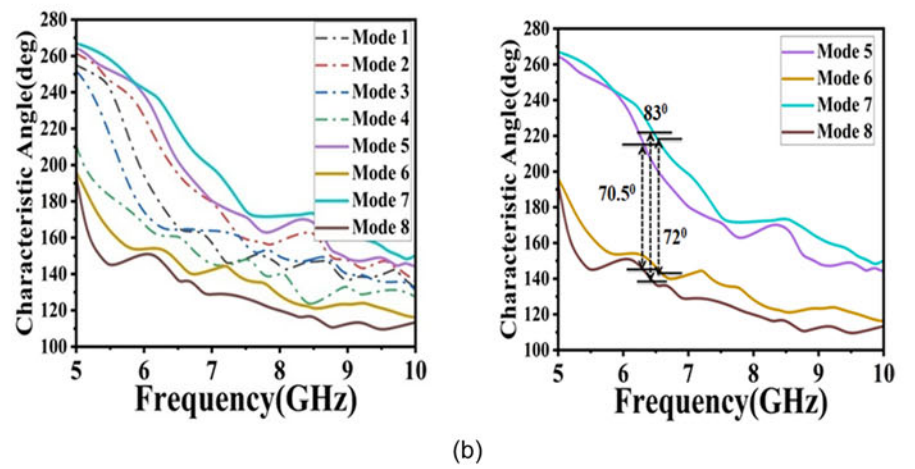 280
260
240
220
200
180
160
140
120
100
Characteristic Angle(deg)
5 6 7 8 9 10
Frequency(GHz)
Mode 1
Mode 2
Mode 3
Mode 4
Mode 5
Mode 6
Mode 7
Mode 8
280
260
240
220
200
180
160
140
120
100
Characteristic Angle(deg)
5 6 7 8 9 10
Frequency(GHz)
Mode 5
Mode 6
Mode 7
Mode 8
83⁰
70.5⁰
72⁰
(b)